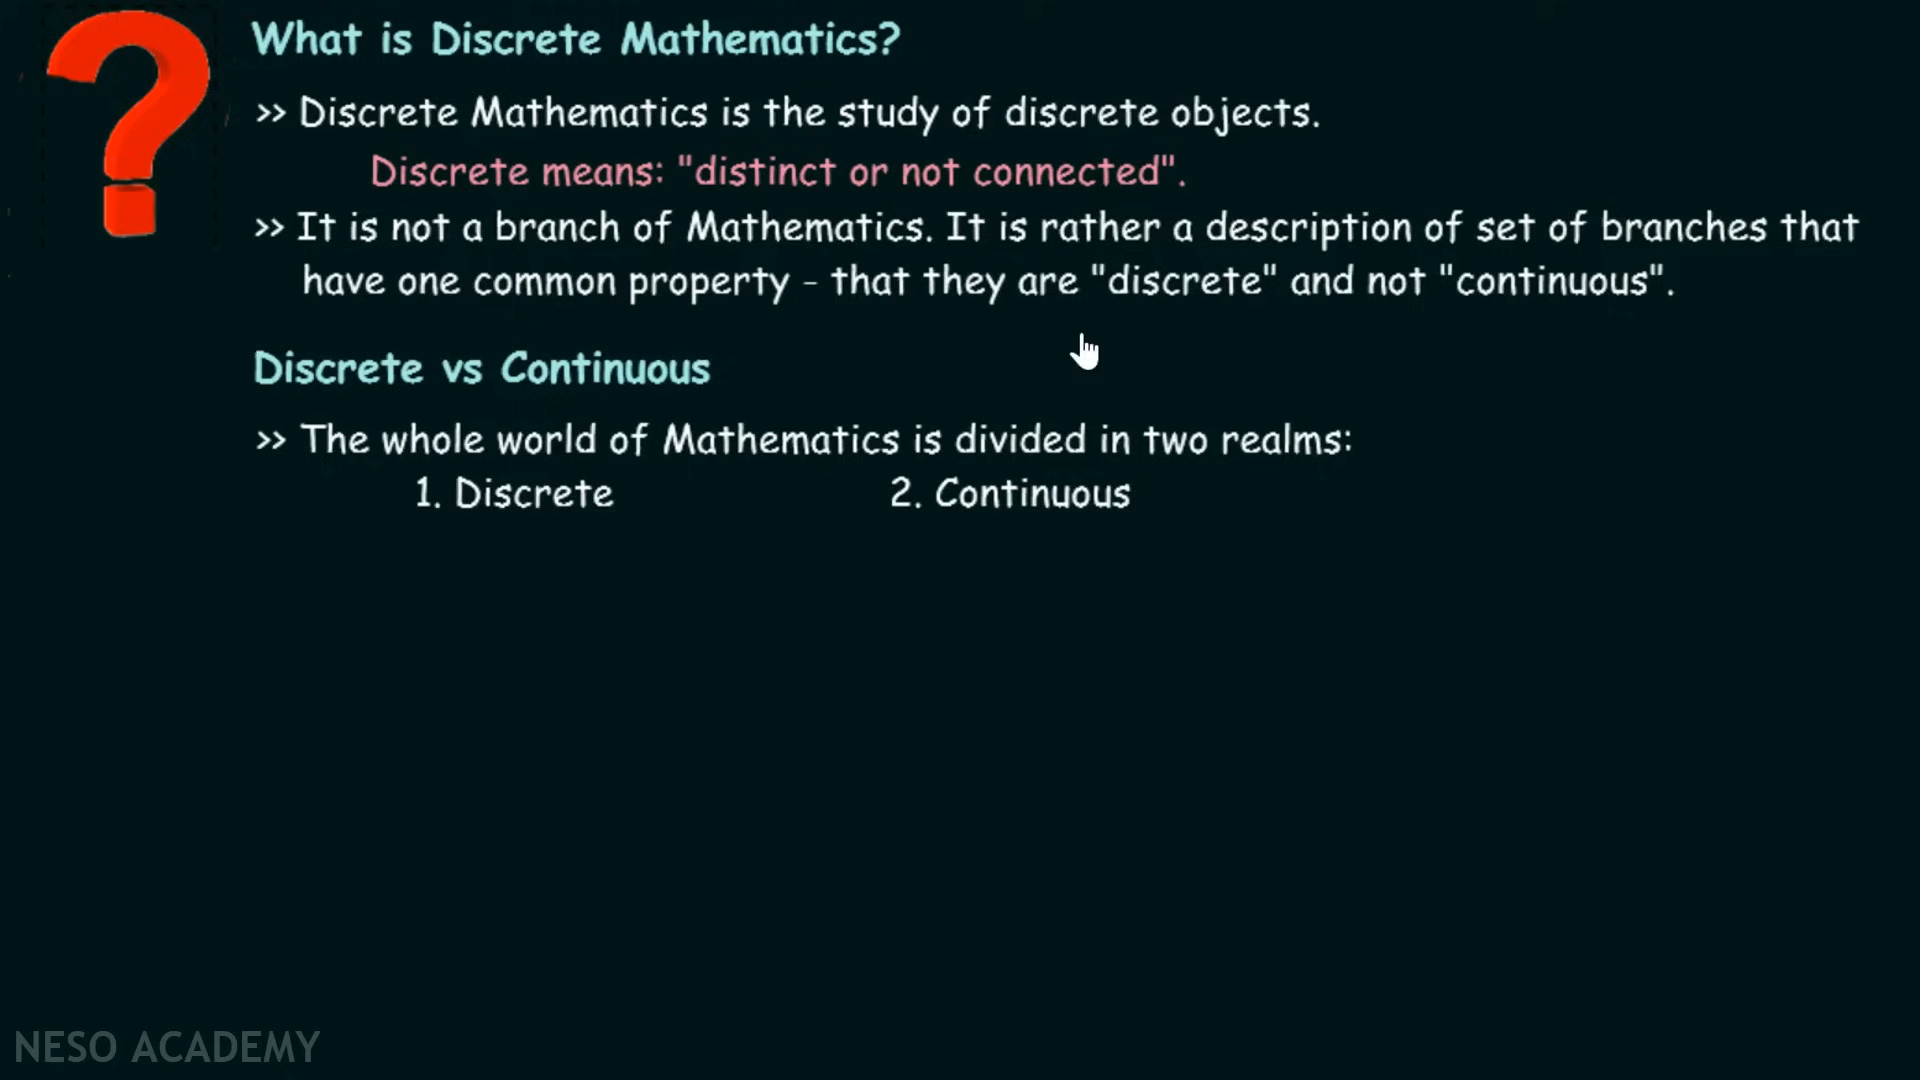 What is Discrete Mathematics?
>> Discrete Mathematics is the study of discrete objects.
Discrete means: "distinct or not connected".
>> It is not a branch of Mathematics. It is rather a description of set of branches that
have one common property - that they are "discrete" and not "continuous".
Discrete vs Continuous
>> The whole world of Mathematics is divided in two realms:
1. Discrete 2. Continuous
NESO ACADEMY